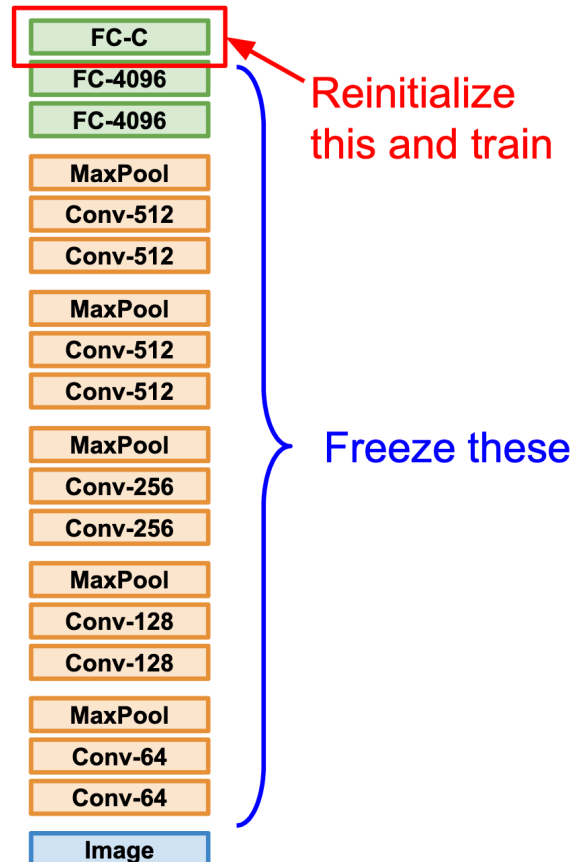 FC-C
FC-4096
FC-4096
MaxPool
Conv-512
Conv-512
MaxPool
Conv-512
Conv-512
MaxPool
Conv-256
Conv-256
MaxPool
Conv-128
Conv-128
MaxPool
Conv-64
Conv-64
Image
Reinitialize
this and train
Freeze these